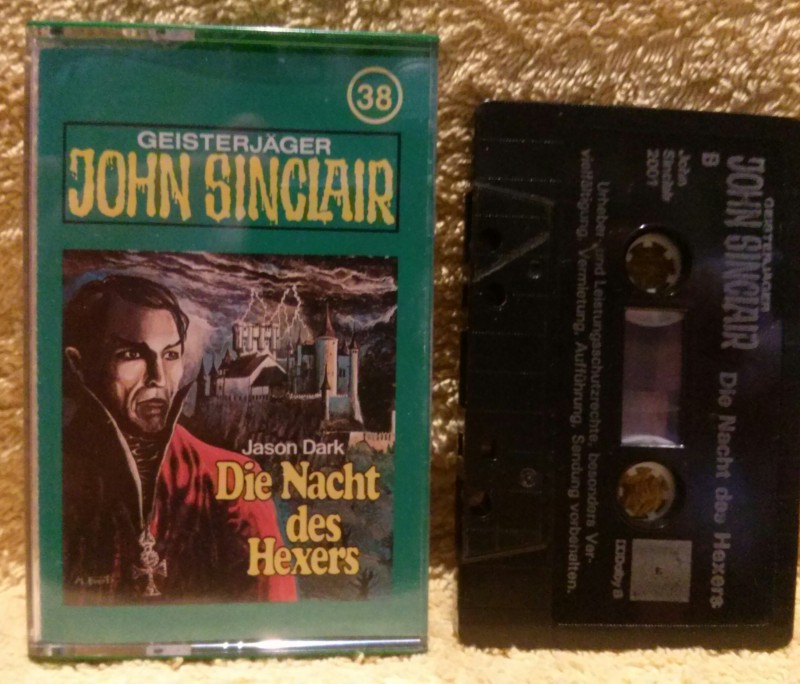 38
GEISTERJÄGER
JOHN SINCLAIR
Jason Dark
Die Nacht
des
Hexers
GEISTERJÄGER
JOHN SINCLAIR Die Nacht des Hexers
B
John
Sinclair
2001
Urheber- und Leistungsschutzrechte, besonders Ver-
vielfältigung, Vermietung, Aufführung, Sendung vorbehalten.
Dolby B